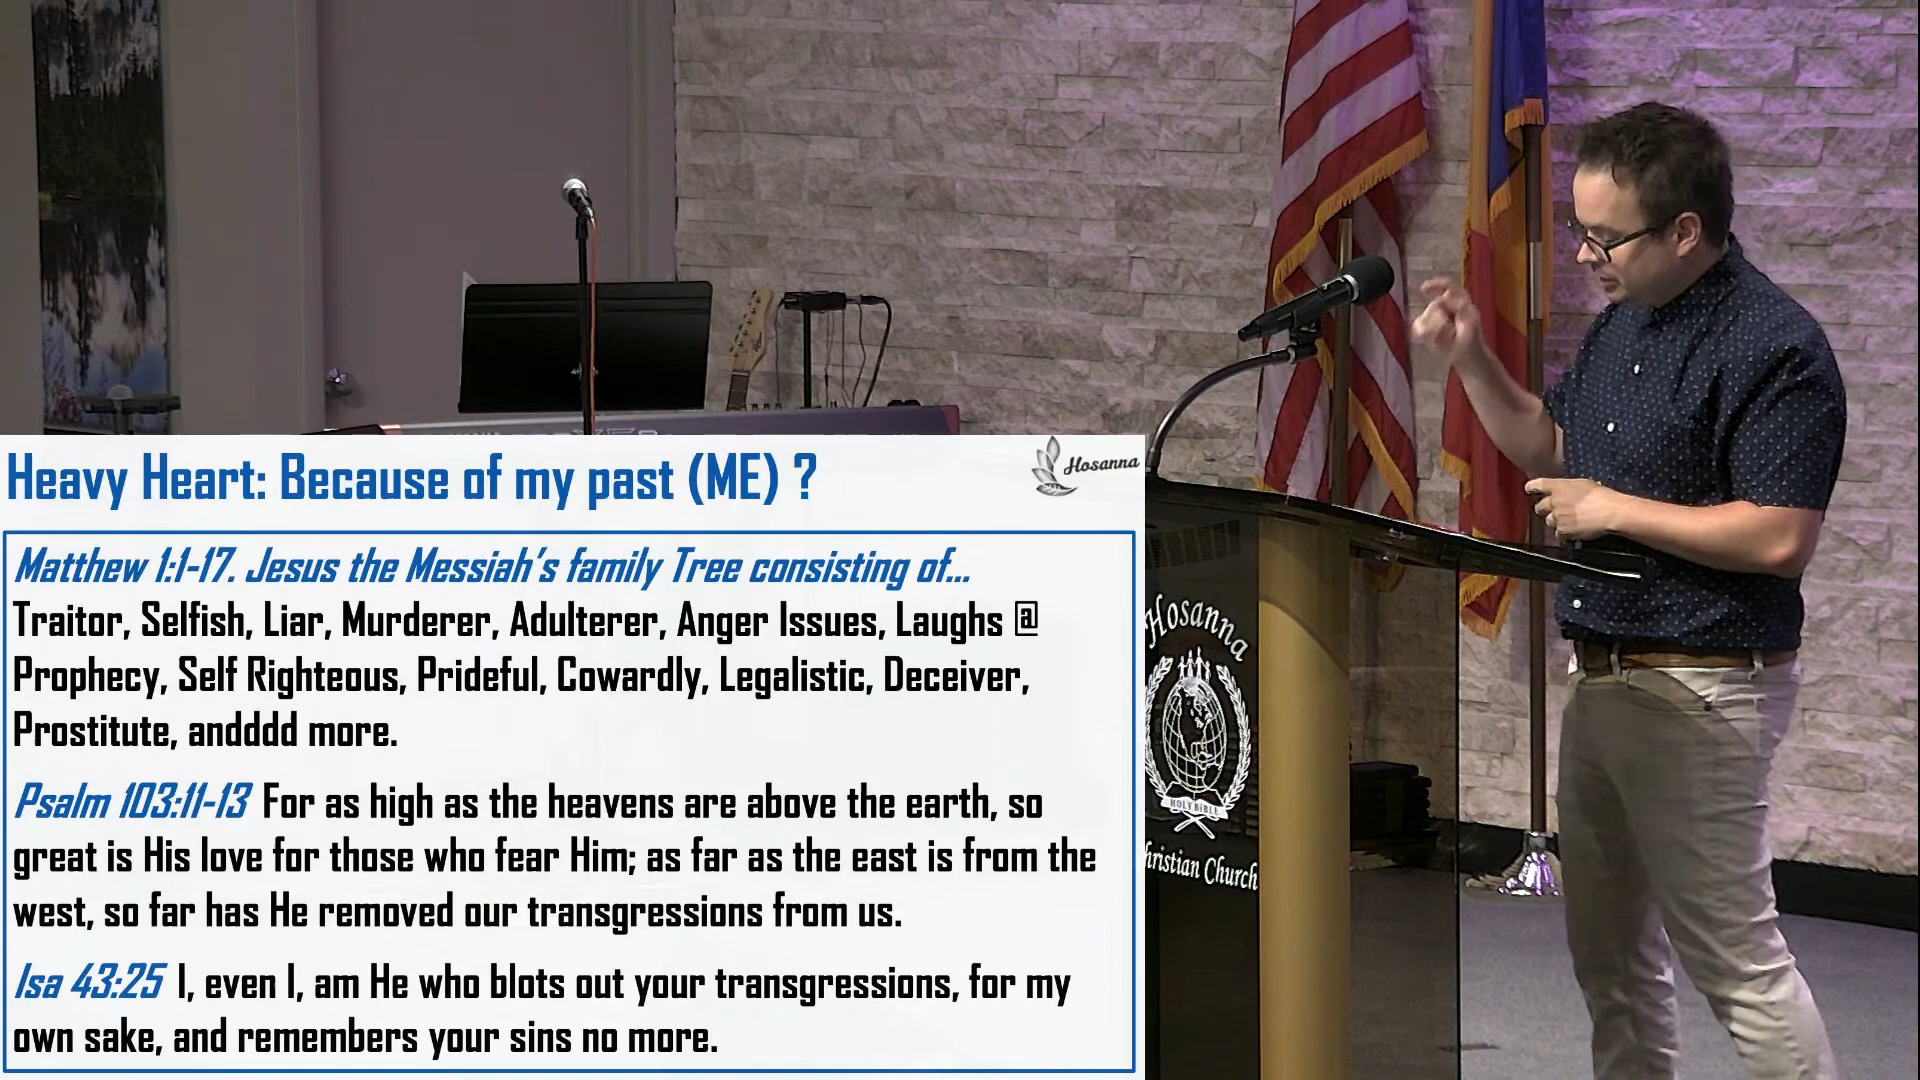 Heavy Heart: Because of my past (ME) ?
Hosanna
Matthew 1:1-17. Jesus the Messiah's family Tree consisting of...
Traitor, Selfish, Liar, Murderer, Adulterer, Anger Issues, Laughs @
Prophecy, Self Righteous, Prideful, Cowardly, Legalistic, Deceiver,
Prostitute, andddd more.
Psalm 103:11-13 For as high as the heavens are above the earth, so
great is His love for those who fear Him; as far as the east is from the
west, so far has He removed our transgressions from us.
Isa 43:25 I, even I, am He who blots out your transgressions, for my
own sake, and remembers your sins no more.
Hosanna
HOLY BIBLE
hristian Church